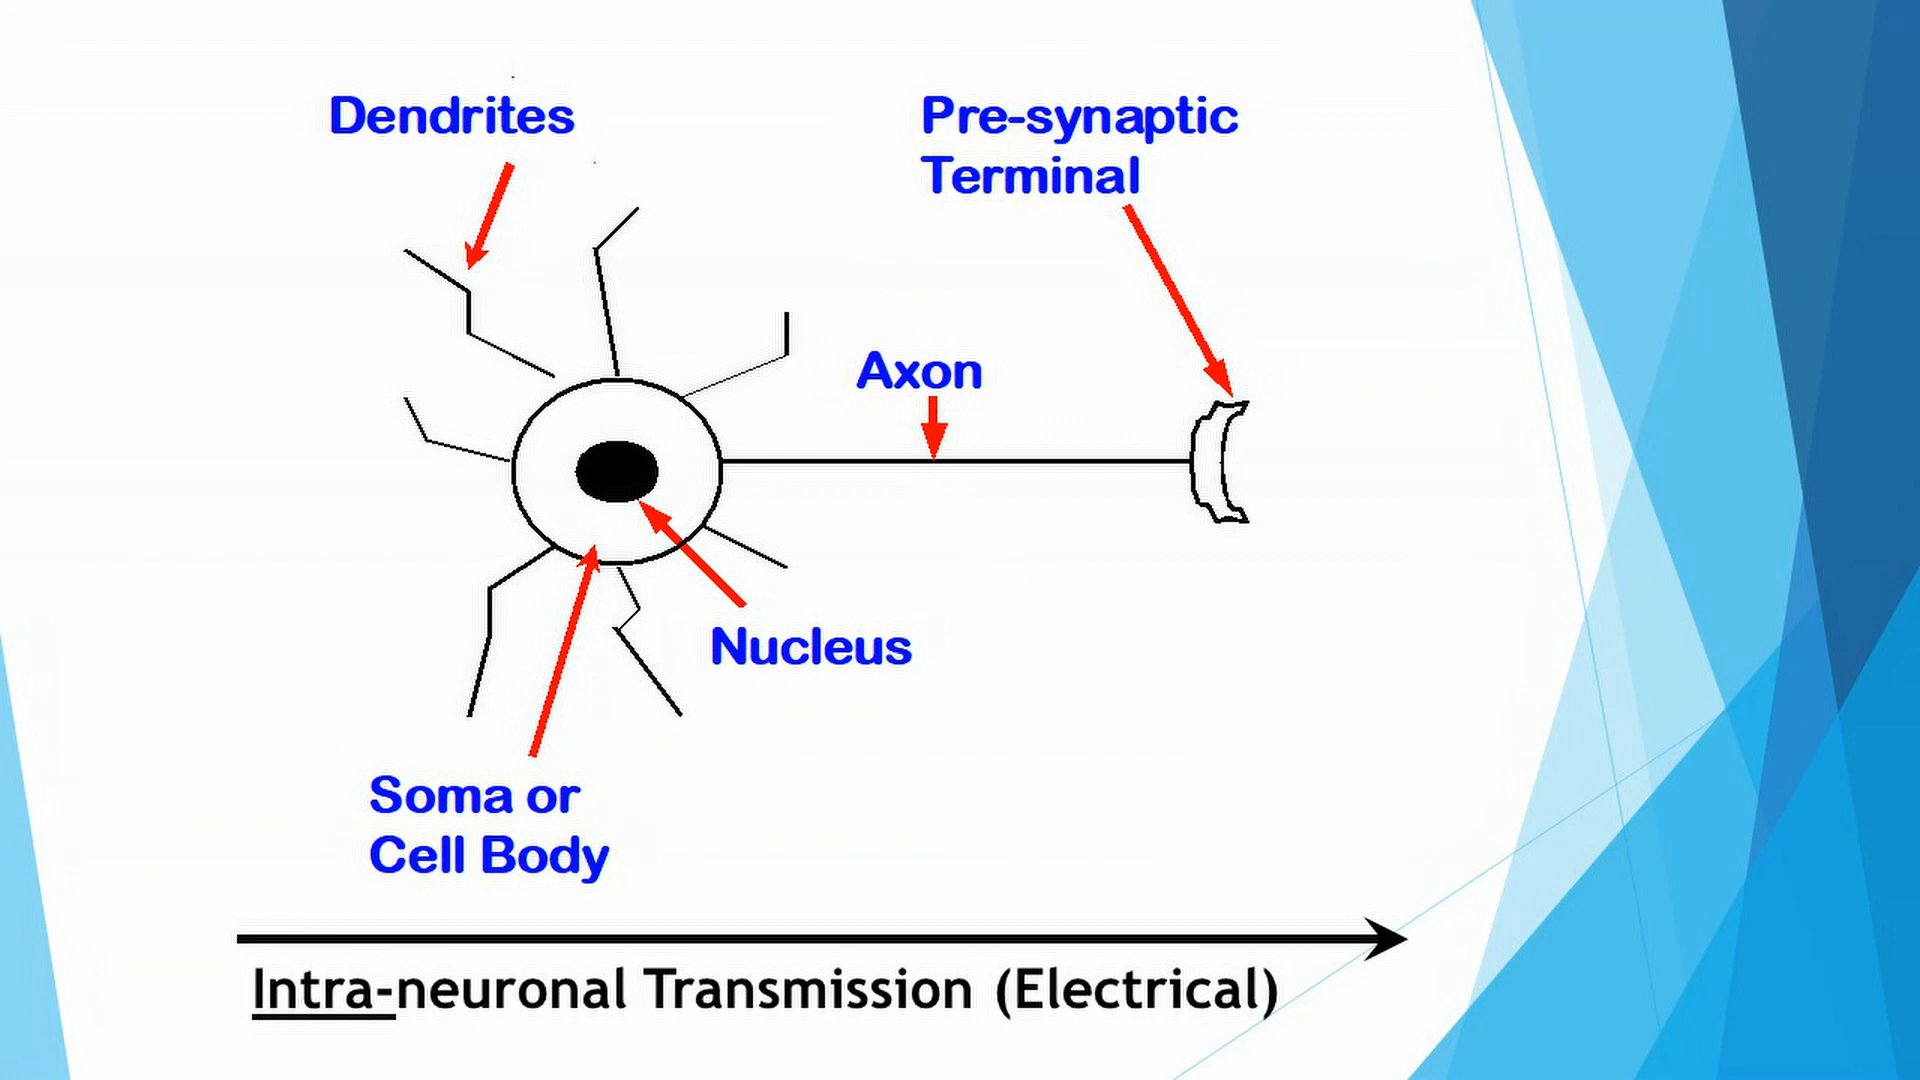 Dendrites
Pre-synaptic
Terminal
Axon
Nucleus
Soma or
Cell Body
Intra-neuronal Transmission (Electrical)